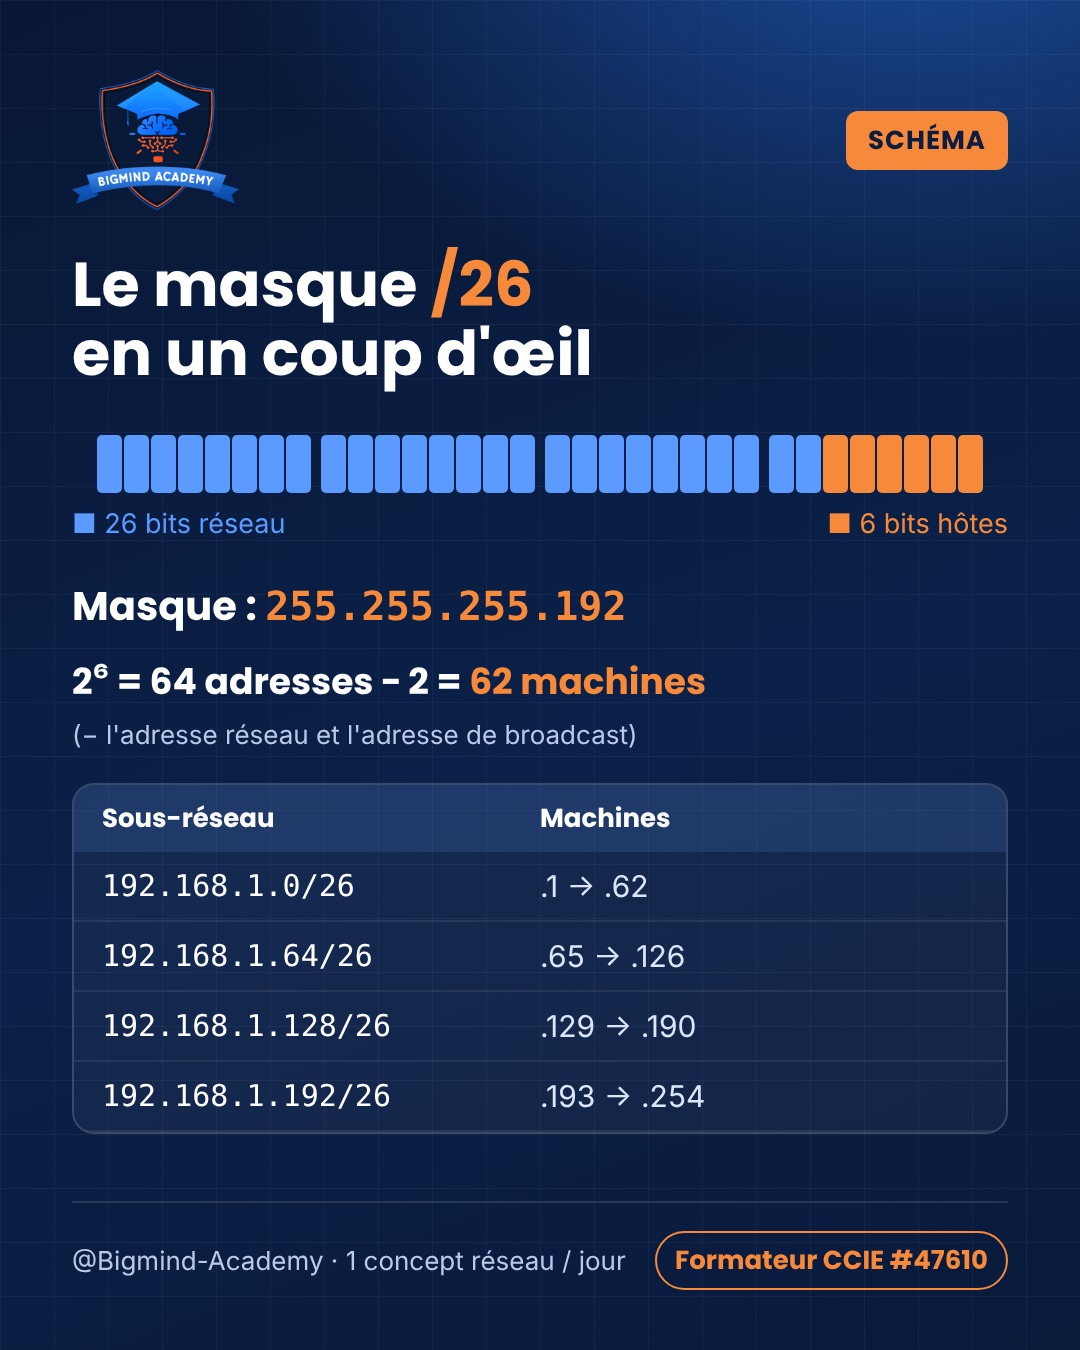 BIGMIND ACADEMY
SCHÉMA
Le masque /26
en un coup d'œil
26 bits réseau
6 bits hôtes
Masque : 255.255.255.192
2⁶ = 64 adresses − 2 = 62 machines
(− l'adresse réseau et l'adresse de broadcast)
Sous-réseau Machines
192.168.1.0/26 .1 → .62
192.168.1.64/26 .65 → .126
192.168.1.128/26 .129 → .190
192.168.1.192/26 .193 → .254
@Bigmind-Academy · 1 concept réseau / jour
Formateur CCIE #47610